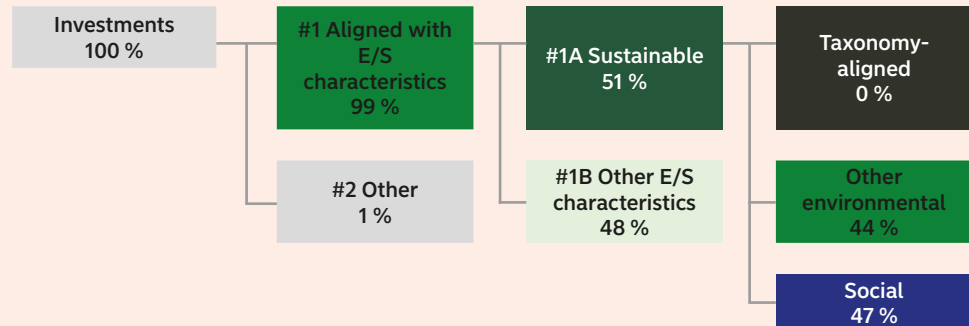 Investments
100 %
#1 Aligned with
E/S
characteristics
99 %
#1A Sustainable
51 %
Taxonomy-
aligned
0 %
#2 Other
1 %
#1B Other E/S
characteristics
48 %
Other
environmental
44 %
Social
47 %